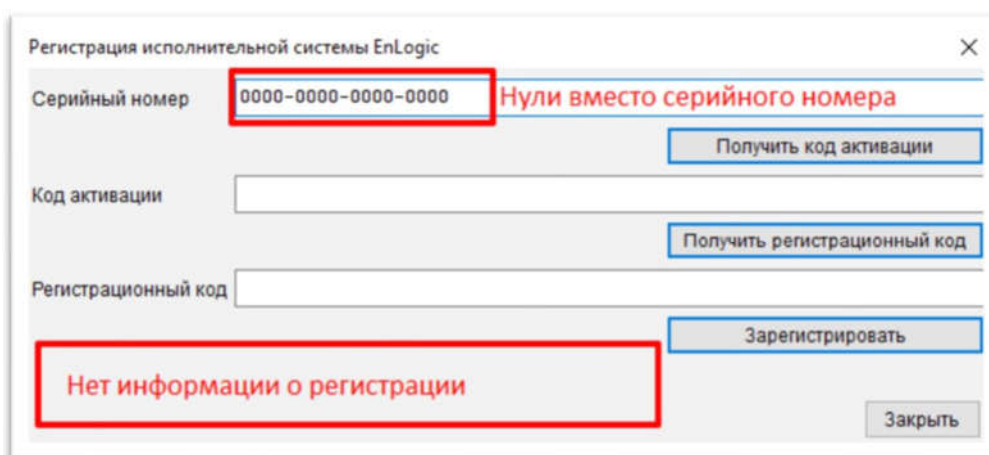 Регистрация исполнительной системы EnLogic
Серийный номер 0000-0000-0000-0000 Нули вместо серийного номера
Получить код активации
Код активации
Получить регистрационный код
Регистрационный код
Зарегистрировать
Нет информации о регистрации
Закрыть